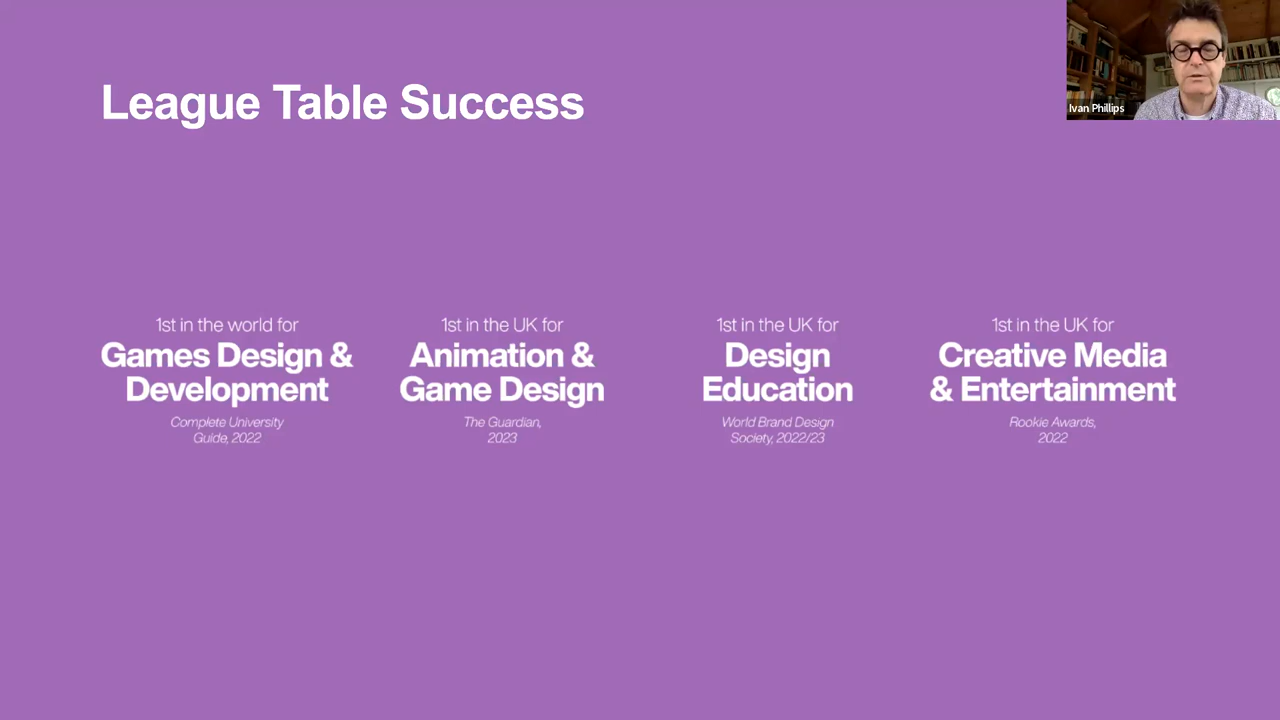 League Table Success
Ivan Phillips
1st in the world for
Games Design &
Development
Complete University
Guide, 2022
1st in the UK for
Animation &
Game Design
The Guardian,
2023
1st in the UK for
Design
Education
World Brand Design
Society, 2022/23
1st in the UK for
Creative Media
& Entertainment
Rookie Awards,
2022